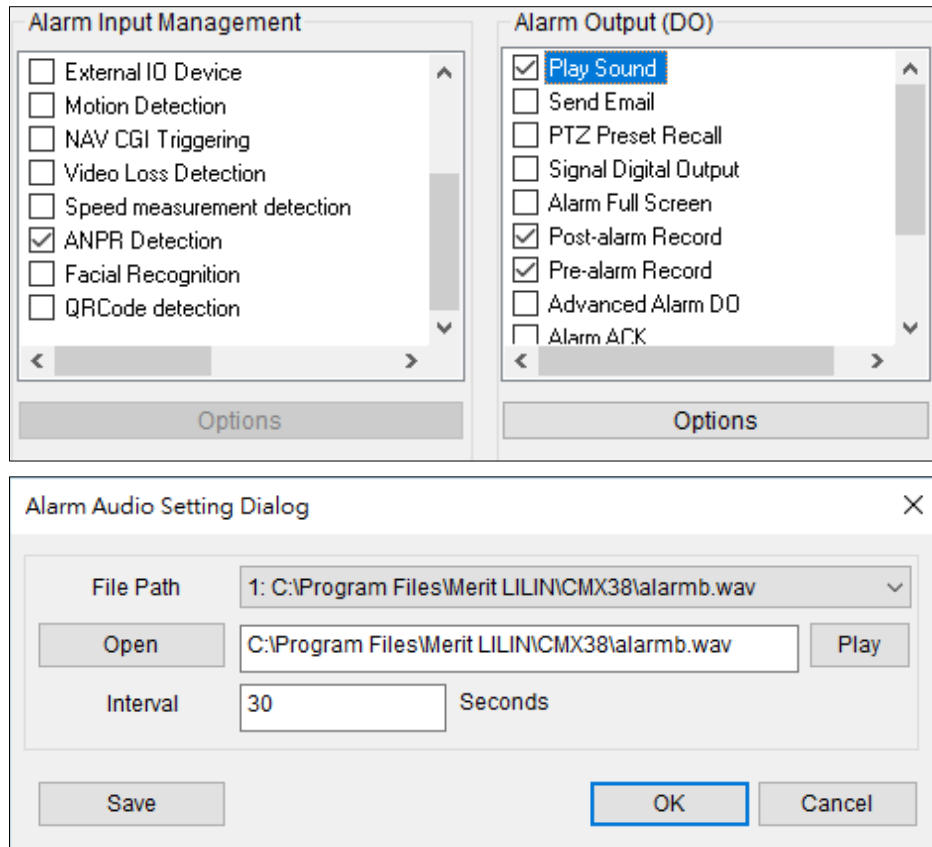 Alarm Input Management
External IO Device
Motion Detection
NAV CGI Triggering
Video Loss Detection
Speed measurement detection
ANPR Detection
Facial Recognition
QRCode detection
Options
Alarm Output (DO)
Play Sound
Send Email
PTZ Preset Recall
Signal Digital Output
Alarm Full Screen
Post-alarm Record
Pre-alarm Record
Advanced Alarm DO
Alarm ACK
Options
Alarm Audio Setting Dialog
File Path 1: C:\Program Files\Merit LILIN\CMX38\alarmb.wav
Open C:\Program Files\Merit LILIN\CMX38\alarmb.wav Play
Interval 30 Seconds
Save OK Cancel